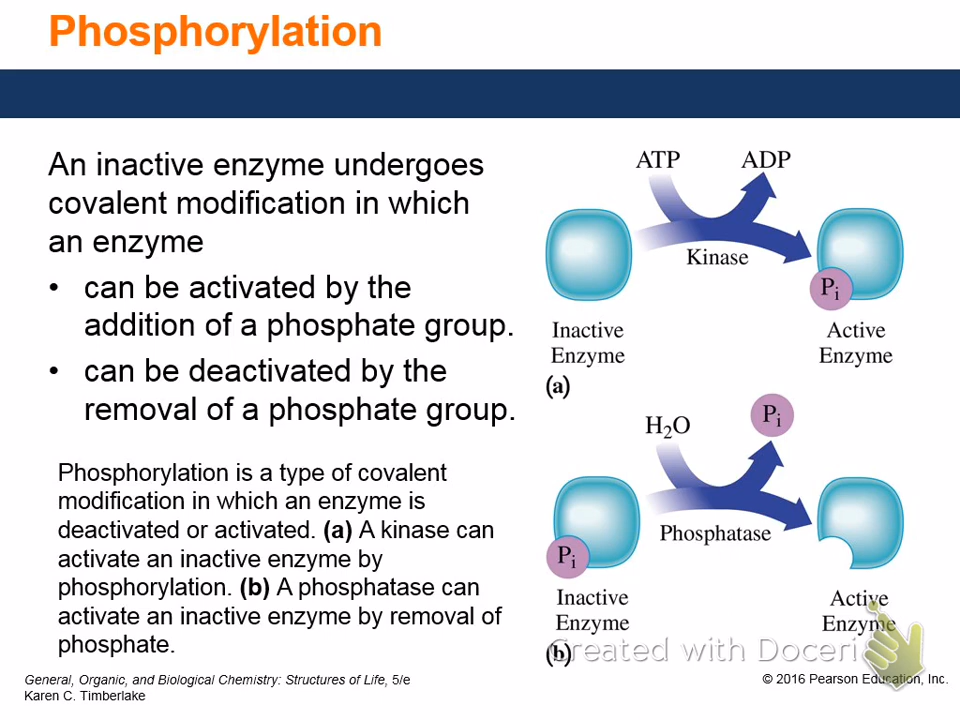 Phosphorylation
An inactive enzyme undergoes
covalent modification in which
an enzyme
• can be activated by the
addition of a phosphate group.
• can be deactivated by the
removal of a phosphate group.
Phosphorylation is a type of covalent
modification in which an enzyme is
deactivated or activated. (a) A kinase can
activate an inactive enzyme by
phosphorylation. (b) A phosphatase can
activate an inactive enzyme by removal of
phosphate.
ATP ADP
Kinase
Pi
Inactive
Enzyme
Active
Enzyme
(a)
H2O
Pi
Phosphatase
Pi
Inactive
Enzyme
Active
Enzyme
(b)
Created with Doceri
General, Organic, and Biological Chemistry: Structures of Life, 5/e
Karen C. Timberlake
© 2016 Pearson Education, Inc.